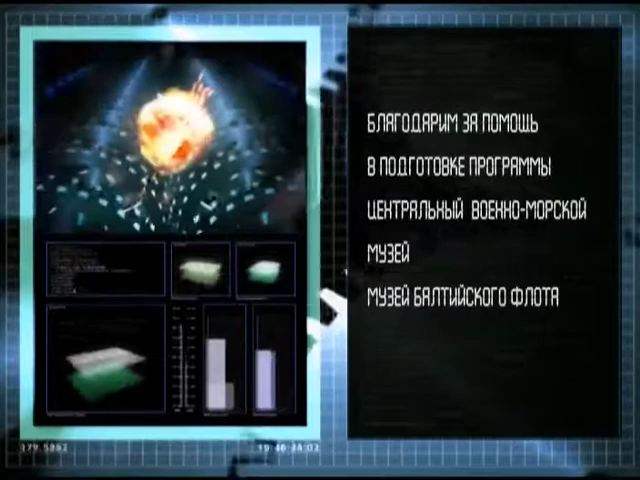 БЛАГОДАРИМ ЗА ПОМОЩЬ
В ПОДГОТОВКЕ ПРОГРАММЫ
ЦЕНТРАЛЬНЫЙ ВОЕННО-МОРСКОЙ
МУЗЕЙ
МУЗЕЙ БАЛТИЙСКОГО ФЛОТА